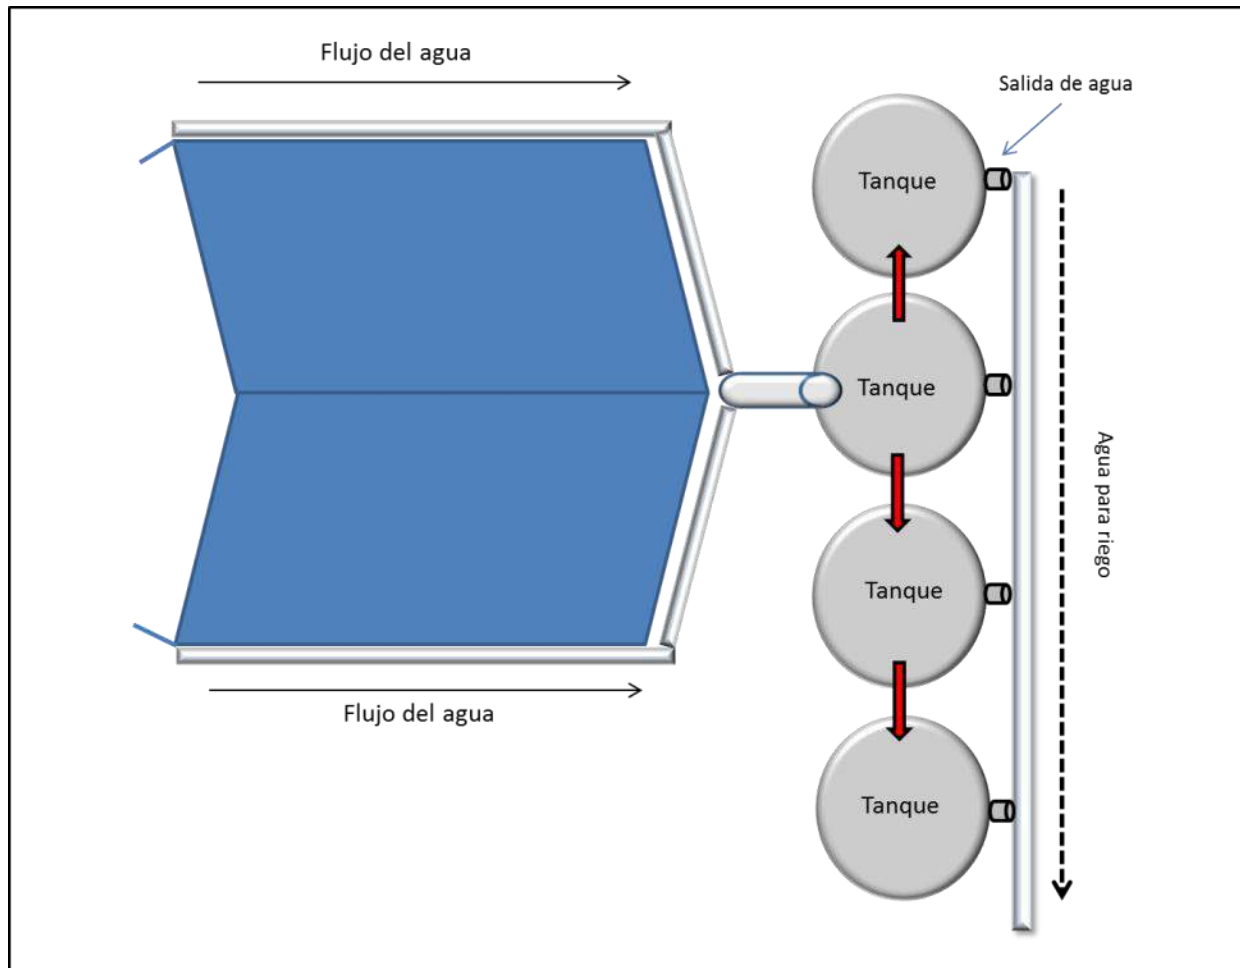 Flujo del agua
Salida de agua
Tanque
Tanque
Agua para riego
Tanque
Flujo del agua
Tanque